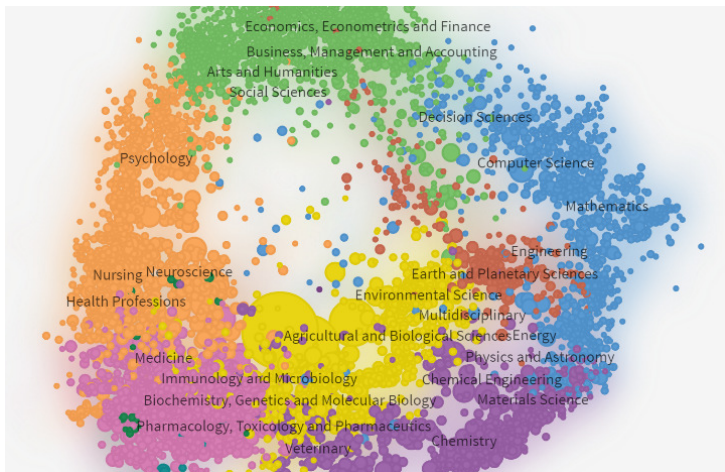 Economics, Econometrics and Finance
Business, Management and Accounting
Arts and Humanities
Social Sciences
Decision Sciences
Psychology
Computer Science
Mathematics
Engineering
Nursing
Neuroscience
Earth and Planetary Sciences
Health Professions
Environmental Science
Multidisciplinary
Agricultural and Biological Sciences
Energy
Medicine
Physics and Astronomy
Immunology and Microbiology
Chemical Engineering
Biochemistry, Genetics and Molecular Biology
Materials Science
Pharmacology, Toxicology and Pharmaceutics
Chemistry
Veterinary